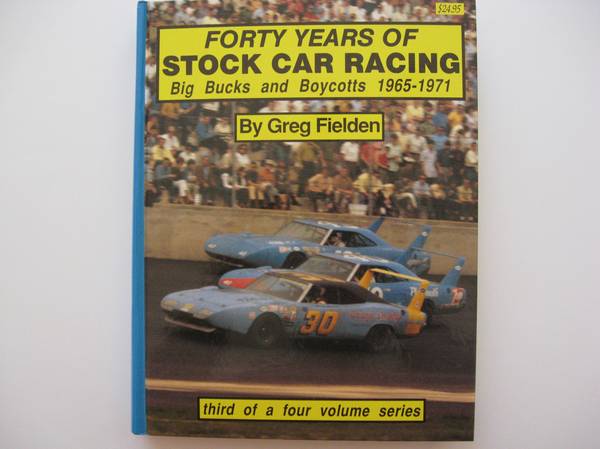 $24.95
FORTY YEARS OF
STOCK CAR RACING
Big Bucks and Boycotts 1965-1971
By Greg Fielden
30
third of a four volume series